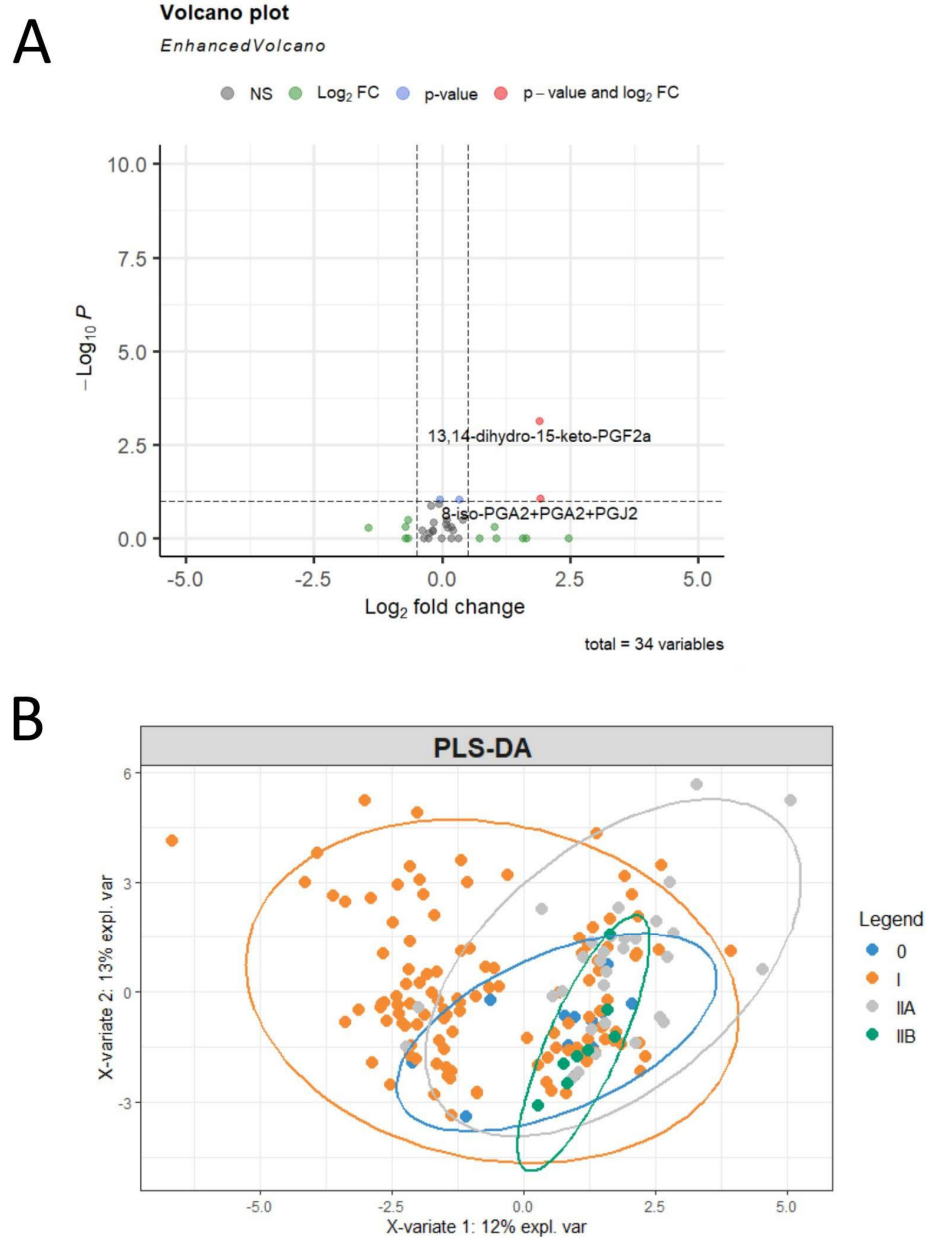 A
Volcano plot
EnhancedVolcano
NS Log2 FC p-value p – value and log2 FC
10.0
7.5
5.0
2.5
0.0
−Log10 P
13,14-dihydro-15-keto-PGF2a
8-iso-PGA2+PGA2+PGJ2
-5.0 -2.5 0.0 2.5 5.0
Log2 fold change
total = 34 variables
B
PLS-DA
6
3
0
-3
X-variate 2: 13% expl. var
-5.0 -2.5 0.0 2.5 5.0
X-variate 1: 12% expl. var
Legend
0
I
IIA
IIB